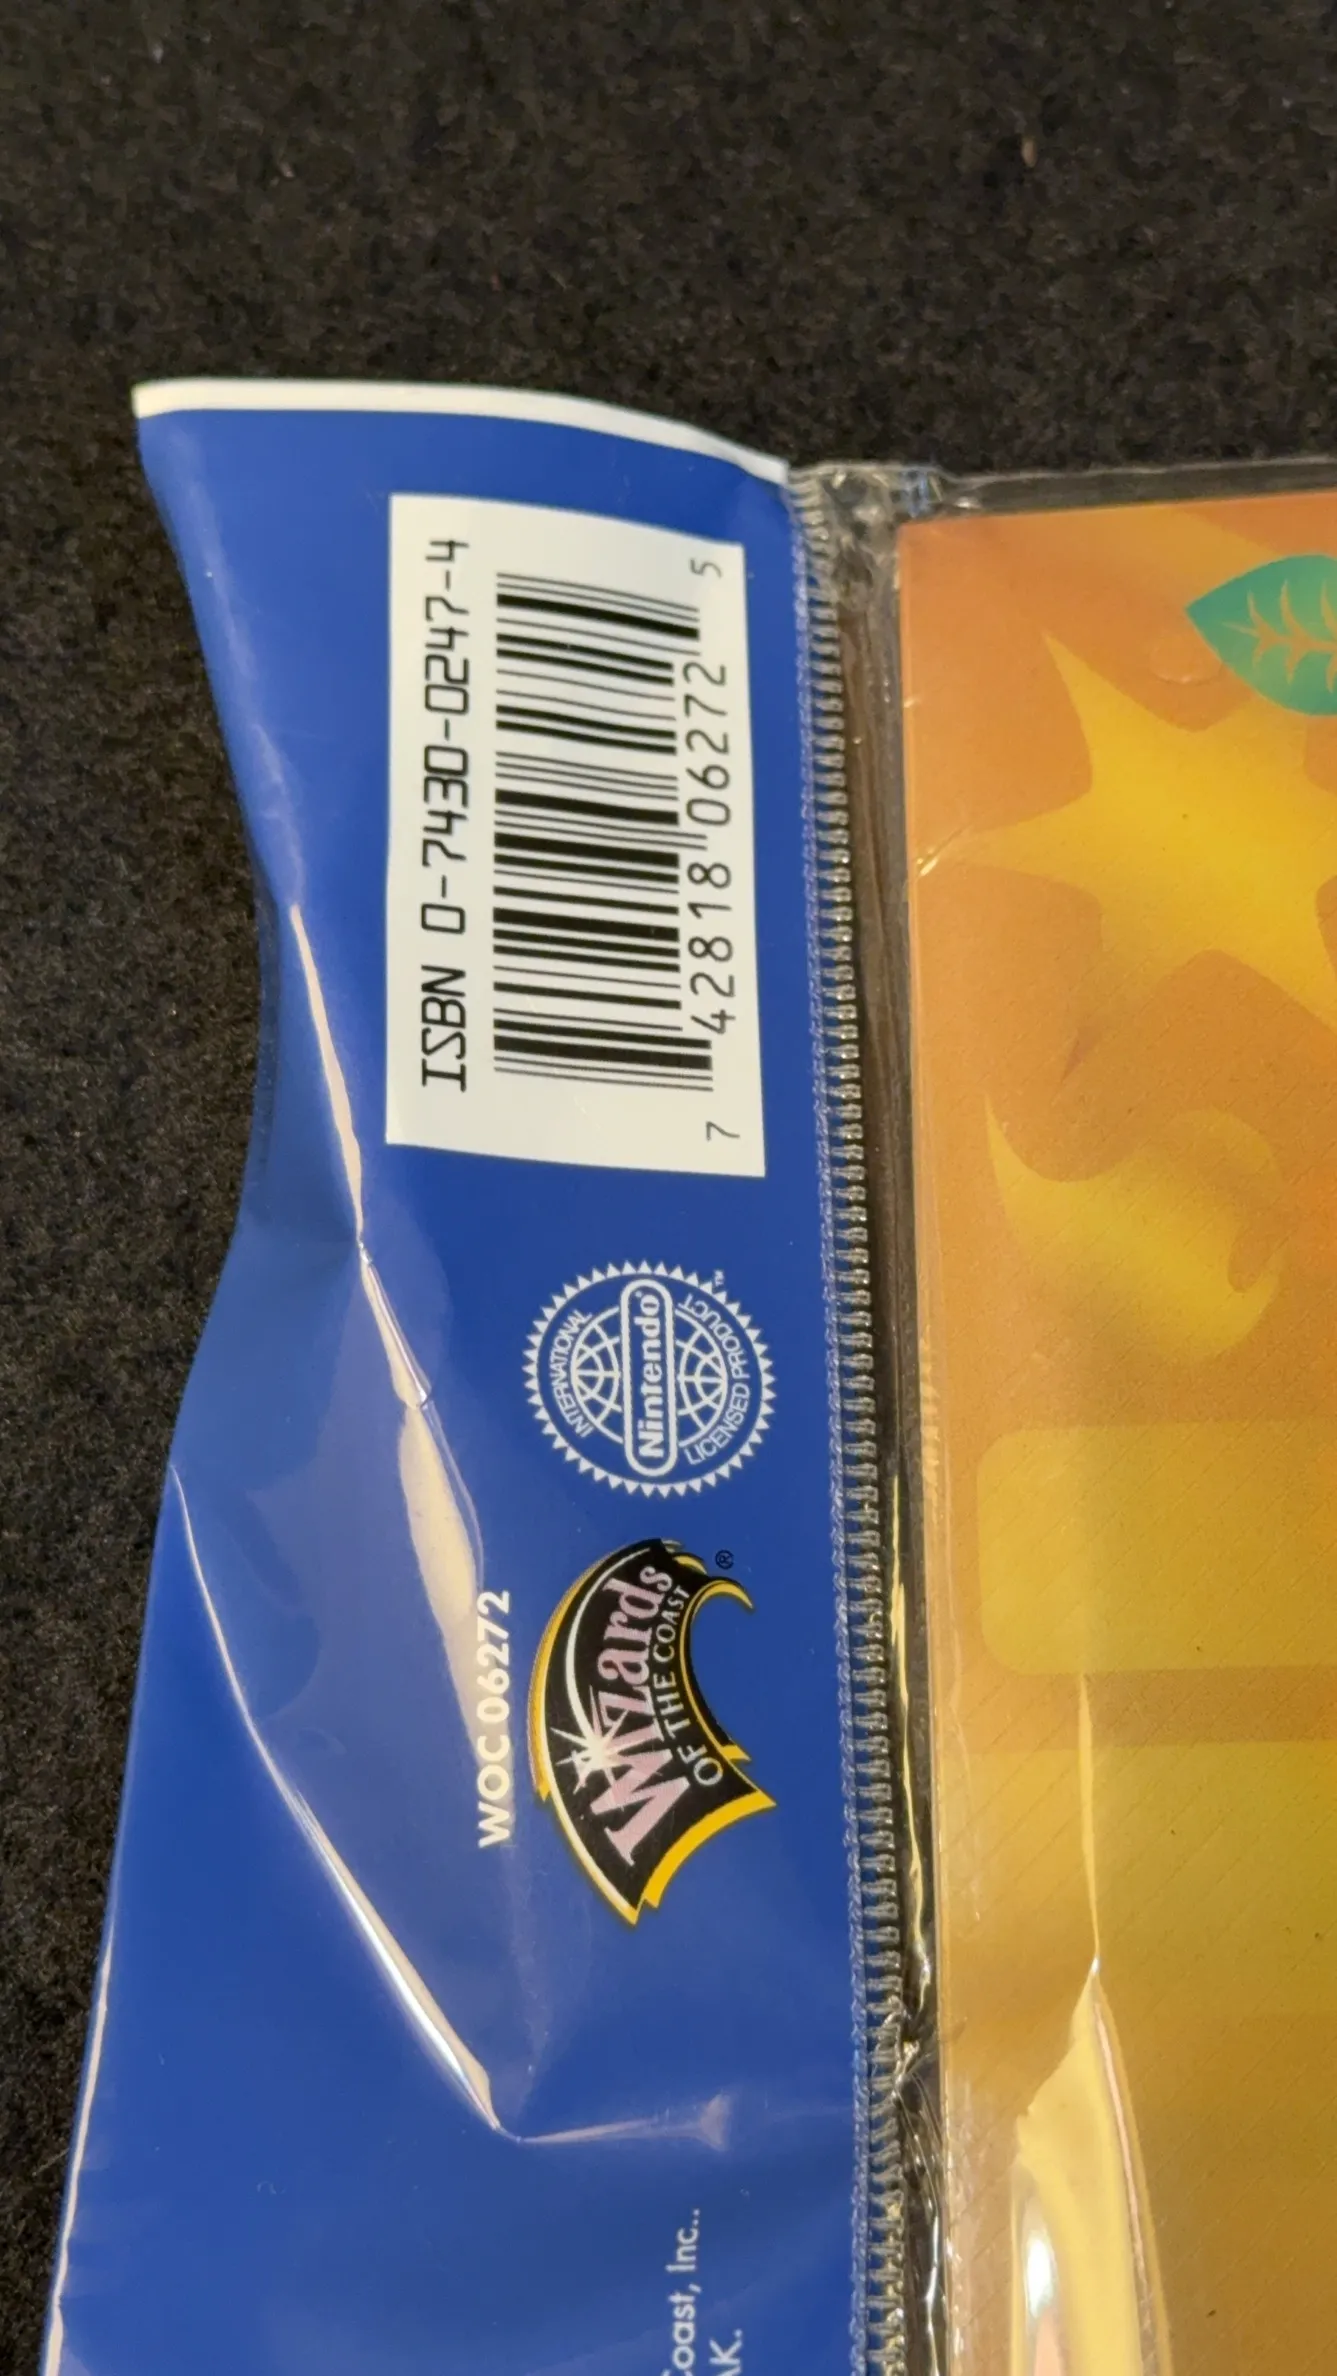 ISBN 0-7430-0247-4
7 42818 06272 5
INTERNATIONAL
Nintendo®
LICENSED PRODUCT™
WOC 06272
Wizards®
OF THE COAST
Coast, Inc..
AK.